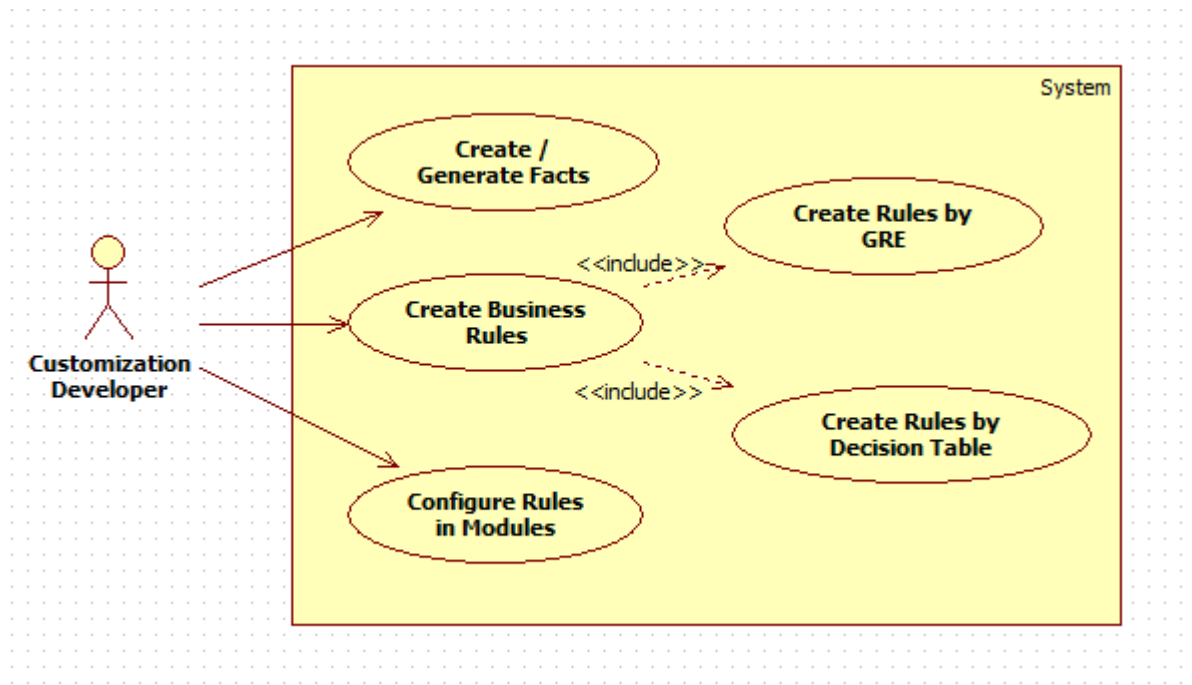 System
Create /
Generate Facts
Create Rules by
GRE
<<include>>
Create Business
Rules
Customization
Developer
<<include>>
Create Rules by
Decision Table
Configure Rules
in Modules